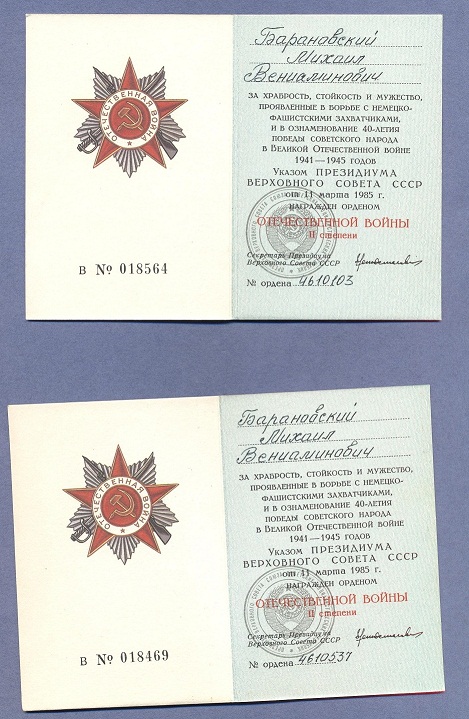 ОТЕЧЕСТВЕННАЯ ВОЙНА
В № 018564
Барановский
Михаил
Вениаминович
ЗА ХРАБРОСТЬ, СТОЙКОСТЬ И МУЖЕСТВО,
ПРОЯВЛЕННЫЕ В БОРЬБЕ С НЕМЕЦКО-
ФАШИСТСКИМИ ЗАХВАТЧИКАМИ,
И В ОЗНАМЕНОВАНИЕ 40-ЛЕТИЯ
ПОБЕДЫ СОВЕТСКОГО НАРОДА
В ВЕЛИКОЙ ОТЕЧЕСТВЕННОЙ ВОЙНЕ
1941—1945 ГОДОВ
УКАЗОМ ПРЕЗИДИУМА
ВЕРХОВНОГО СОВЕТА СССР
от 11 марта 1985 г.
НАГРАЖДЕН ОРДЕНОМ
ОТЕЧЕСТВЕННОЙ ВОЙНЫ
II степени
Секретарь Президиума
Верховного Совета СССР
№ ордена 4610103
ОТЕЧЕСТВЕННАЯ ВОЙНА
В № 018469
Барановский
Михаил
Вениаминович
ЗА ХРАБРОСТЬ, СТОЙКОСТЬ И МУЖЕСТВО,
ПРОЯВЛЕННЫЕ В БОРЬБЕ С НЕМЕЦКО-
ФАШИСТСКИМИ ЗАХВАТЧИКАМИ,
И В ОЗНАМЕНОВАНИЕ 40-ЛЕТИЯ
ПОБЕДЫ СОВЕТСКОГО НАРОДА
В ВЕЛИКОЙ ОТЕЧЕСТВЕННОЙ ВОЙНЕ
1941—1945 ГОДОВ
УКАЗОМ ПРЕЗИДИУМА
ВЕРХОВНОГО СОВЕТА СССР
от 11 марта 1985 г.
НАГРАЖДЕН ОРДЕНОМ
ОТЕЧЕСТВЕННОЙ ВОЙНЫ
II степени
Секретарь Президиума
Верховного Совета СССР
№ ордена 4610537